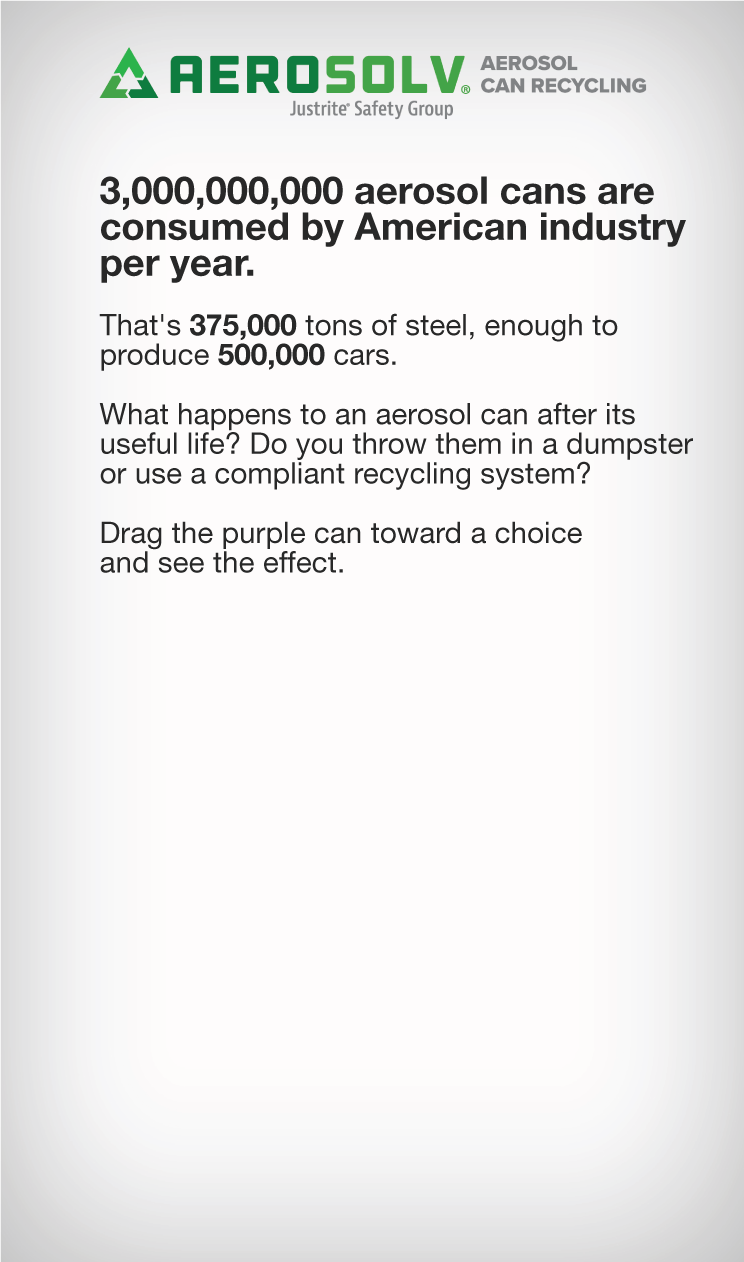 AEROSOLV® AEROSOL
CAN RECYCLING
Justrite® Safety Group
3,000,000,000 aerosol cans are
consumed by American industry
per year.
That's 375,000 tons of steel, enough to
produce 500,000 cars.
What happens to an aerosol can after its
useful life? Do you throw them in a dumpster
or use a compliant recycling system?
Drag the purple can toward a choice
and see the effect.